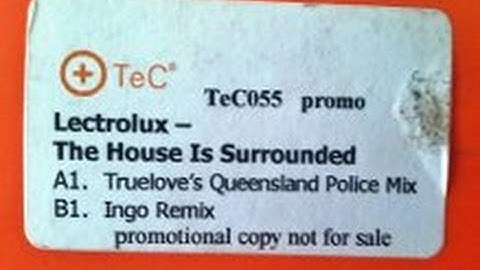 TeC®
TeC055 promo
Lectrolux –
The House Is Surrounded
A1. Truelove's Queensland Police Mix
B1. Ingo Remix
promotional copy not for sale